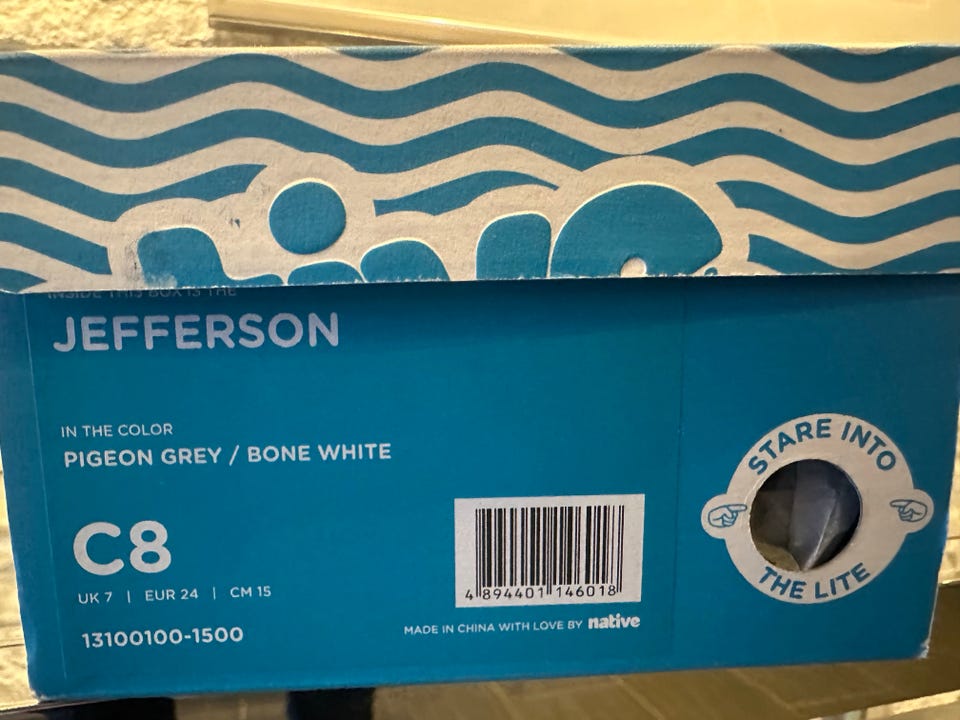 INSIDE THIS BOX IS THE
JEFFERSON
IN THE COLOR
PIGEON GREY / BONE WHITE
C8
UK 7 | EUR 24 | CM 15
13100100-1500
4 894401 146018
MADE IN CHINA WITH LOVE BY native
STARE INTO
THE LITE